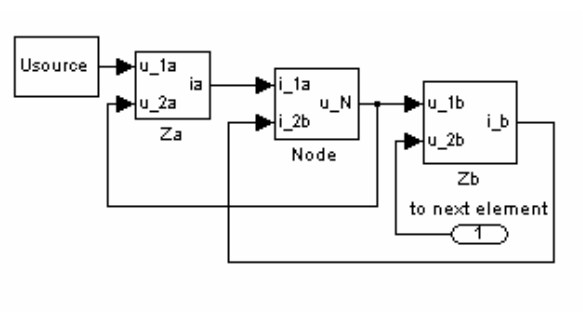 Usource
u_1a
u_2a
ia
Za
i_1a
i_2b
u_N
Node
u_1b
u_2b
i_b
Zb
to next element
1